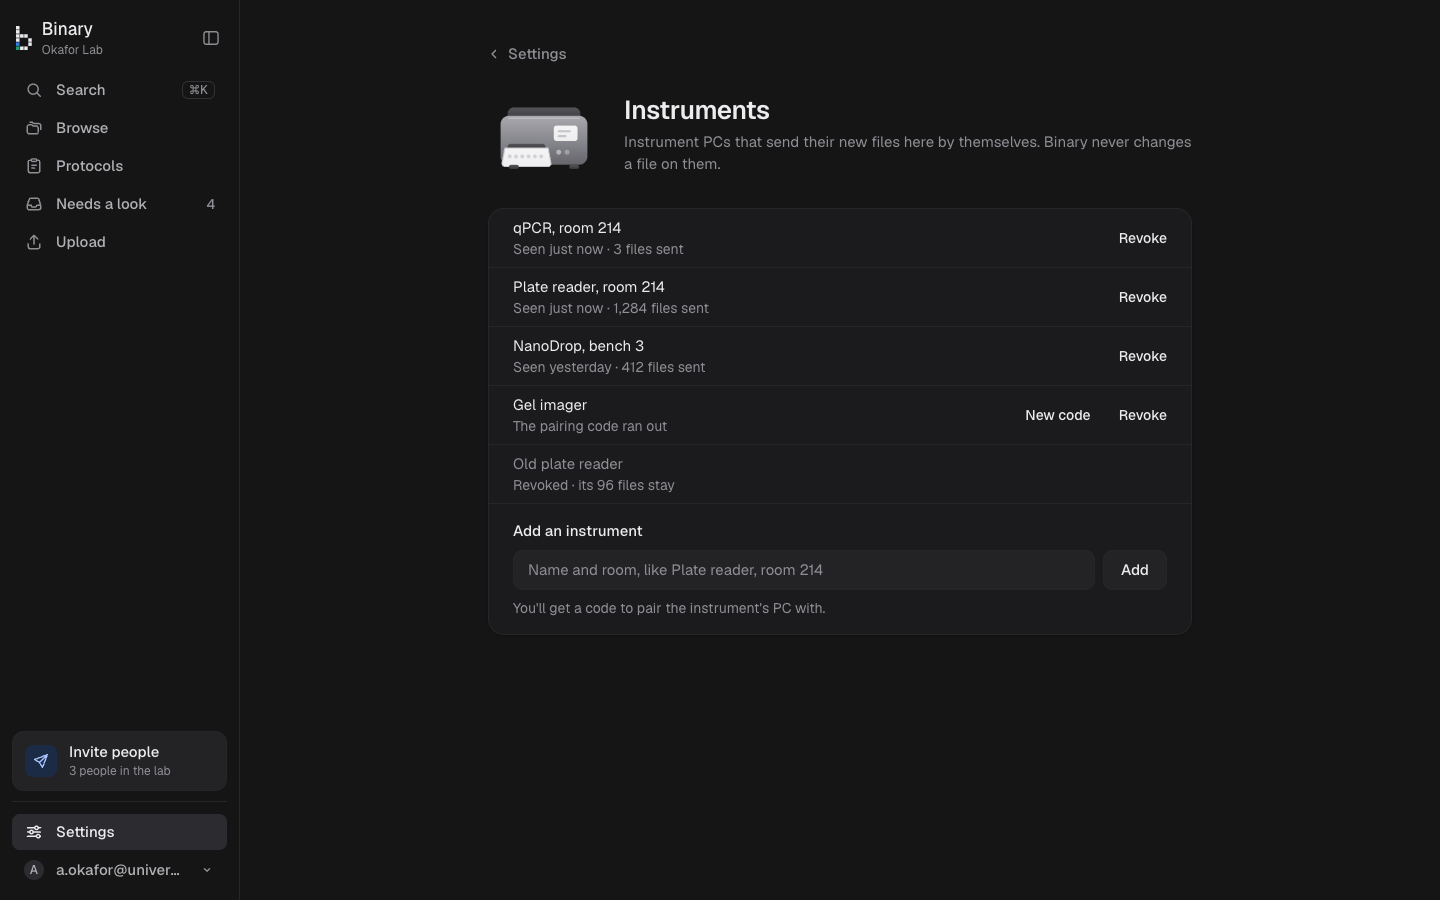 Binary
Okafor Lab
Search
⌘K
Browse
Protocols
Needs a look
4
Upload
Invite people
3 people in the lab
Settings
A
a.okafor@univer...
Settings
Instruments
Instrument PCs that send their new files here by themselves. Binary never changes
a file on them.
qPCR, room 214
Seen just now · 3 files sent
Revoke
Plate reader, room 214
Seen just now · 1,284 files sent
Revoke
NanoDrop, bench 3
Seen yesterday · 412 files sent
Revoke
Gel imager
The pairing code ran out
New code
Revoke
Old plate reader
Revoked · its 96 files stay
Add an instrument
Name and room, like Plate reader, room 214
Add
You'll get a code to pair the instrument's PC with.